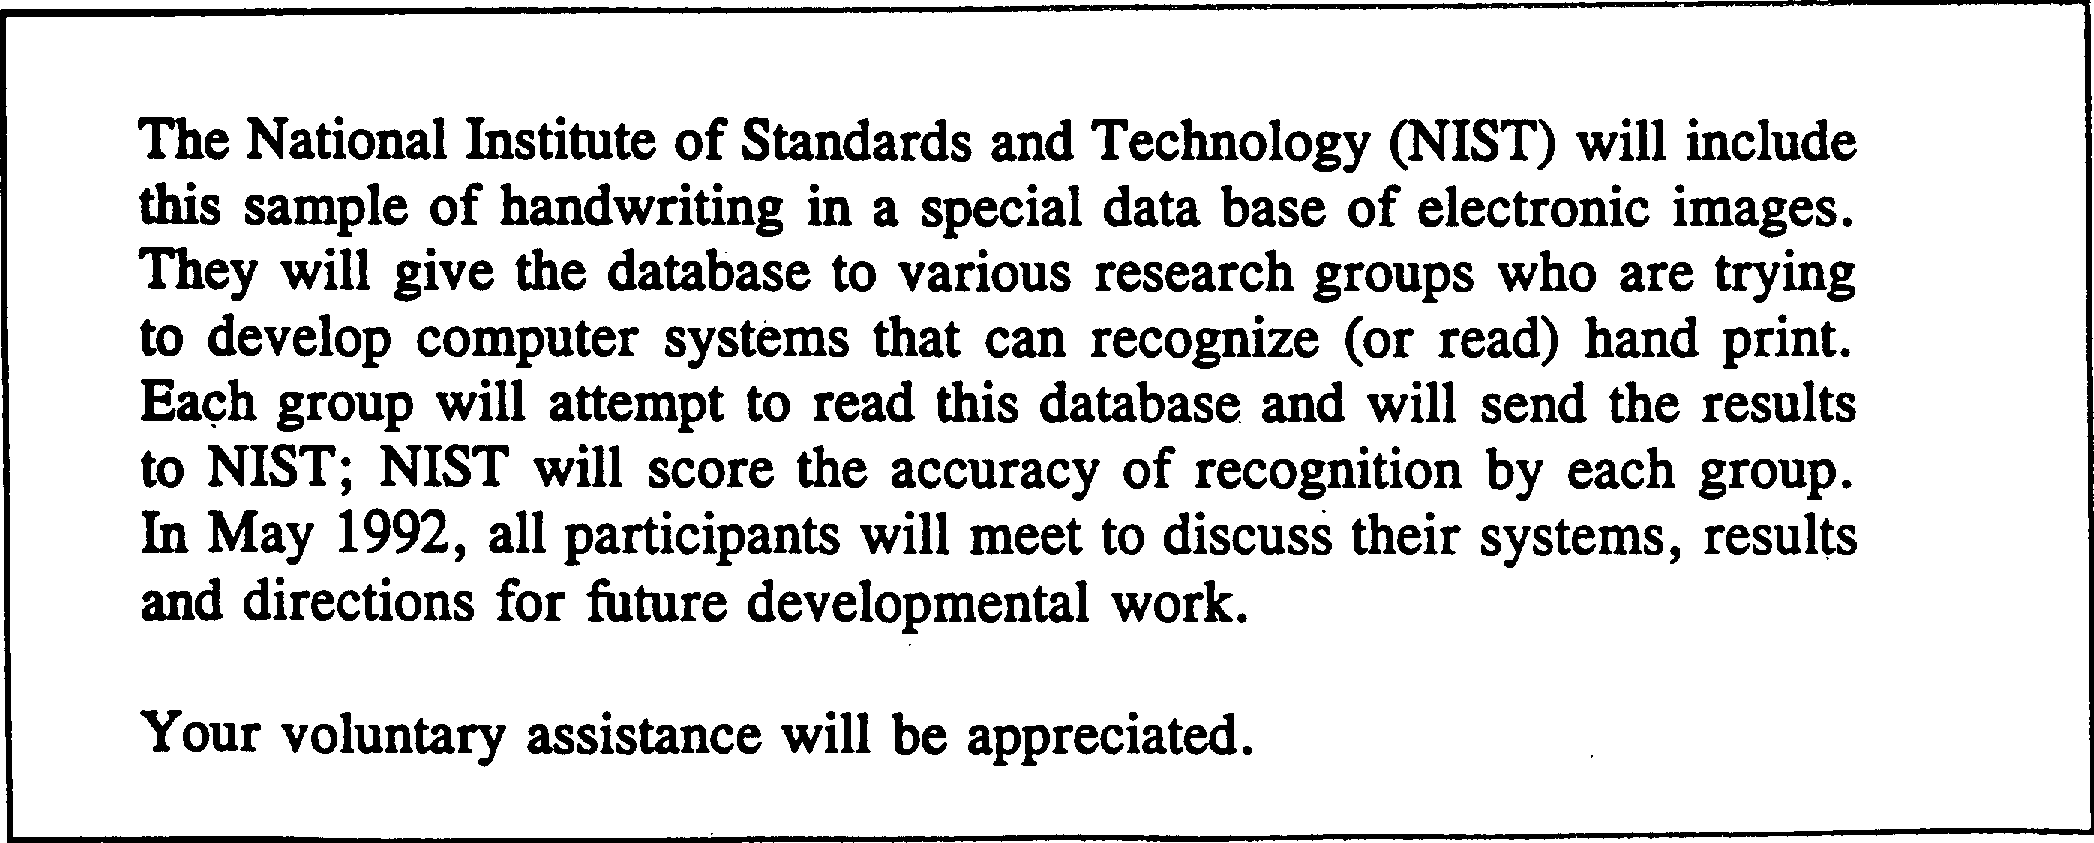 The National Institute of Standards and Technology (NIST) will include
this sample of handwriting in a special data base of electronic images.
They will give the database to various research groups who are trying
to develop computer systems that can recognize (or read) hand print.
Each group will attempt to read this database and will send the results
to NIST; NIST will score the accuracy of recognition by each group.
In May 1992, all participants will meet to discuss their systems, results
and directions for future developmental work.
Your voluntary assistance will be appreciated.